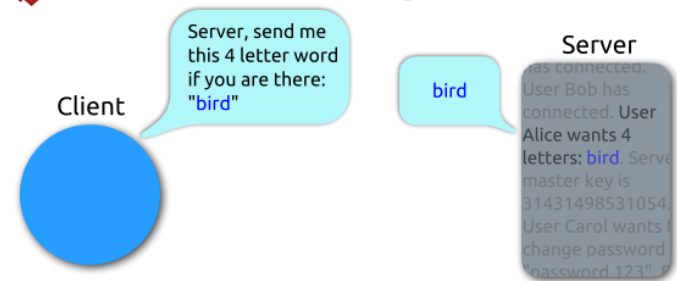 Server, send me
this 4 letter word
if you are there:
"bird"
Client
bird
Server
has connected.
User Bob has
connected. User
Alice wants 4
letters: bird. Serve
master key is
31431498531054.
User Carol wants
change password
"password 123".